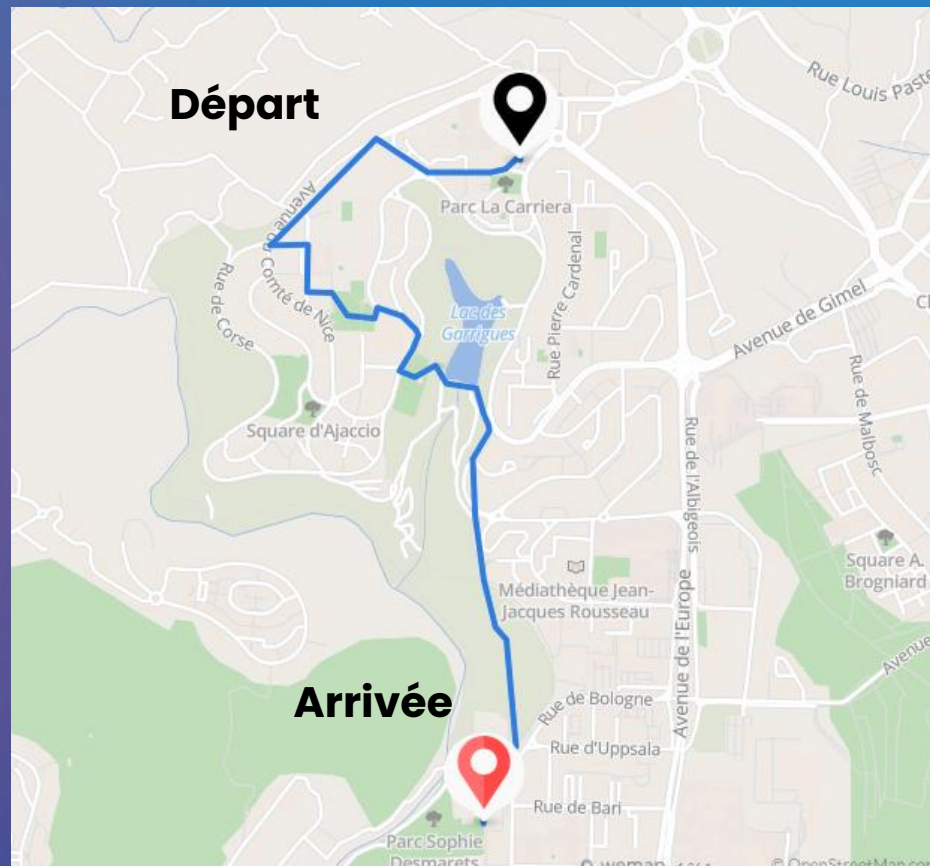 Départ
Rue Louis Paste
Parc La Carriera
Avenue du Comté de Nice
Rue de Corse
Rue Pierre Cardenal
Lac des
Garrigues
Avenue de Gimel
Rue de Malbosc
Square d'Ajaccio
Rue de l'Albigeois
Square A.
Brogniard
Médiathèque Jean-
Jacques Rousseau
Avenue de l'Europe
Avenue
Arrivée
Rue de Bologne
Rue d'Uppsala
Rue de Bari
Parc Sophie
Desmarets
© OpenStreetMap.com